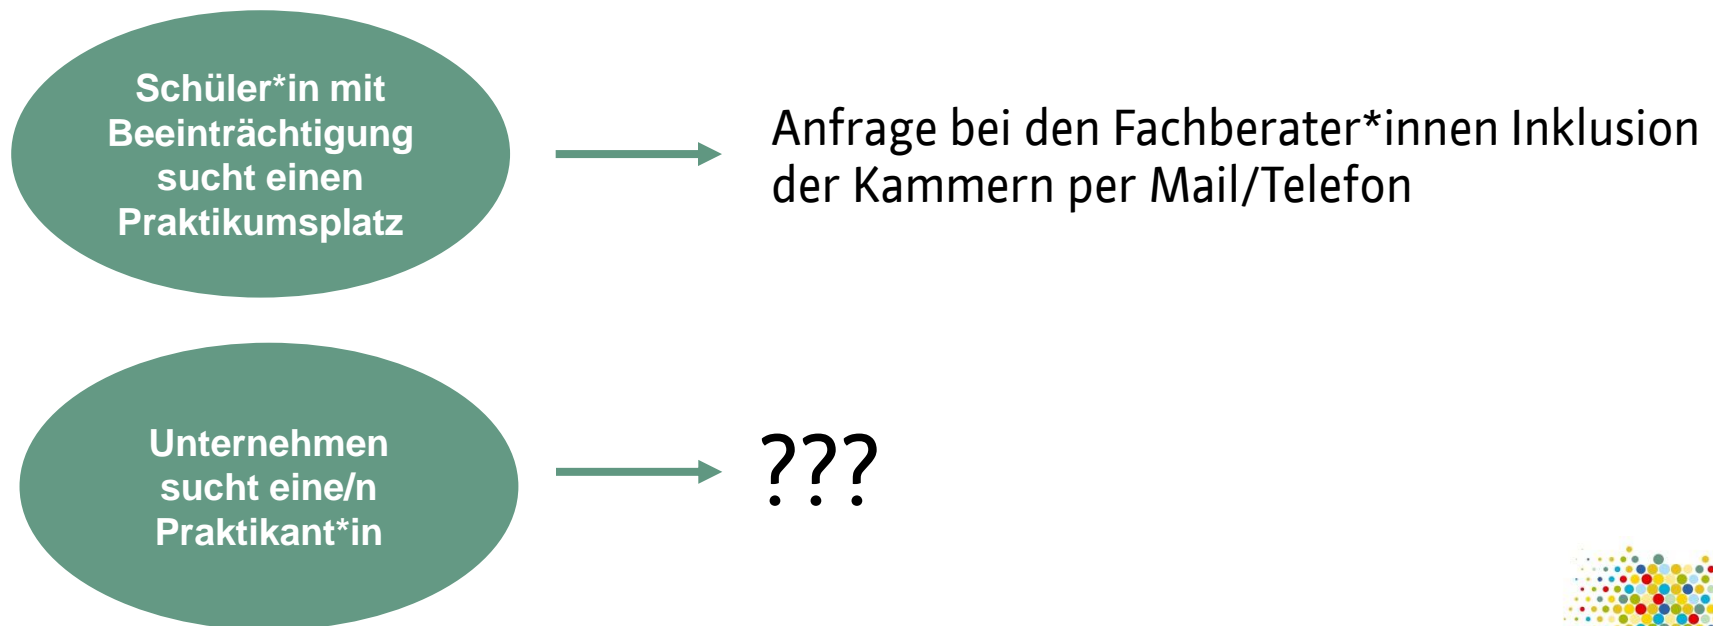 Schüler*in mit
Beeinträchtigung
sucht einen
Praktikumsplatz
Anfrage bei den Fachberater*innen Inklusion
der Kammern per Mail/Telefon
Unternehmen
sucht eine/n
Praktikant*in
???